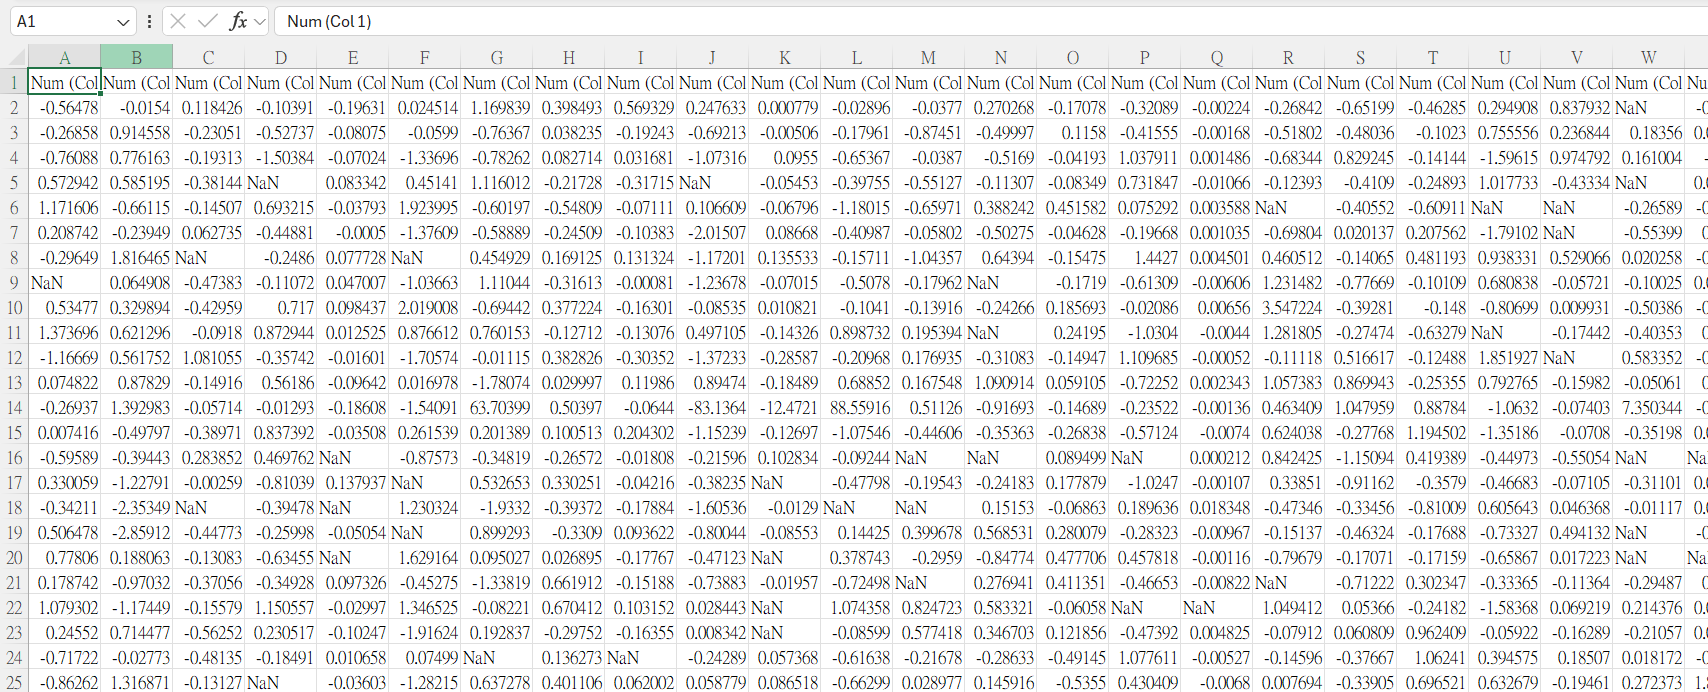 A1 fx Num (Col 1)
A B C D E F G H I J K L M N O P Q R S T U V W
1 Num (Col Num (Col Num (Col Num (Col Num (Col Num (Col Num (Col Num (Col Num (Col Num (Col Num (Col Num (Col Num (Col Num (Col Num (Col Num (Col Num (Col Num (Col Num (Col Num (Col Num (Col Num (Col Num (Col Nu
2 -0.56478 -0.0154 0.118426 -0.10391 -0.19631 0.024514 1.169839 0.398493 0.569329 0.247633 0.000779 -0.02896 -0.0377 0.270268 -0.17078 -0.32089 -0.00224 -0.26842 -0.65199 -0.46285 0.294908 0.837932 NaN
3 -0.26858 0.914558 -0.23051 -0.52737 -0.08075 -0.0599 -0.76367 0.038235 -0.19243 -0.69213 -0.00506 -0.17961 -0.87451 -0.49997 0.1158 -0.41555 -0.00168 -0.51802 -0.48036 -0.1023 0.755556 0.236844 0.18356
4 -0.76088 0.776163 -0.19313 -1.50384 -0.07024 -1.33696 -0.78262 0.082714 0.031681 -1.07316 0.0955 -0.65367 -0.0387 -0.5169 -0.04193 1.037911 0.001486 -0.68344 0.829245 -0.14144 -1.59615 0.974792 0.161004
5 0.572942 0.585195 -0.38144 NaN 0.083342 0.45141 1.116012 -0.21728 -0.31715 NaN -0.05453 -0.39755 -0.55127 -0.11307 -0.08349 0.731847 -0.01066 -0.12393 -0.4109 -0.24893 1.017733 -0.43334 NaN
6 1.171606 -0.66115 -0.14507 0.693215 -0.03793 1.923995 -0.60197 -0.54809 -0.07111 0.106609 -0.06796 -1.18015 -0.65971 0.388242 0.451582 0.075292 0.003588 NaN -0.40552 -0.60911 NaN NaN -0.26589
7 0.208742 -0.23949 0.062735 -0.44881 -0.0005 -1.37609 -0.58889 -0.24509 -0.10383 -2.01507 0.08668 -0.40987 -0.05802 -0.50275 -0.04628 -0.19668 0.001035 -0.69804 0.020137 0.207562 -1.79102 NaN -0.55399
8 -0.29649 1.816465 NaN -0.2486 0.077728 NaN 0.454929 0.169125 0.131324 -1.17201 0.135533 -0.15711 -1.04357 0.64394 -0.15475 1.4427 0.004501 0.460512 -0.14065 0.481193 0.938331 0.529066 0.020258
9 NaN 0.064908 -0.47383 -0.11072 0.047007 -1.03663 1.11044 -0.31613 -0.00081 -1.23678 -0.07015 -0.5078 -0.17962 NaN -0.1719 -0.61309 -0.00606 1.231482 -0.77669 -0.10109 0.680838 -0.05721 -0.10025
10 0.53477 0.329894 -0.42959 0.717 0.098437 2.019008 -0.69442 0.377224 -0.16301 -0.08535 0.010821 -0.1041 -0.13916 -0.24266 0.185693 -0.02086 0.00656 3.547224 -0.39281 -0.148 -0.80699 0.009931 -0.50386
11 1.373696 0.621296 -0.0918 0.872944 0.012525 0.876612 0.760153 -0.12712 -0.13076 0.497105 -0.14326 0.898732 0.195394 NaN 0.24195 -1.0304 -0.0044 1.281805 -0.27474 -0.63279 NaN -0.17442 -0.40353
12 -1.16669 0.561752 1.081055 -0.35742 -0.01601 -1.70574 -0.01115 0.382826 -0.30352 -1.37233 -0.28587 -0.20968 0.176935 -0.31083 -0.14947 1.109685 -0.00052 -0.11118 0.516617 -0.12488 1.851927 NaN 0.583352
13 0.074822 0.87829 -0.14916 0.56186 -0.09642 0.016978 -1.78074 0.029997 0.11986 0.89474 -0.18489 0.68852 0.167548 1.090914 0.059105 -0.72252 0.002343 1.057383 0.869943 -0.25355 0.792765 -0.15982 -0.05061
14 -0.26937 1.392983 -0.05714 -0.01293 -0.18608 -1.54091 63.70399 0.50397 -0.0644 -83.1364 -12.4721 88.55916 0.51126 -0.91693 -0.14689 -0.23522 -0.00136 0.463409 1.047959 0.88784 -1.0632 -0.07403 7.350344
15 0.007416 -0.49797 -0.38971 0.837392 -0.03508 0.261539 0.201389 0.100513 0.204302 -1.15239 -0.12697 -1.07546 -0.44606 -0.35363 -0.26838 -0.57124 -0.0074 0.624038 -0.27768 1.194502 -1.35186 -0.0708 -0.35198
16 -0.59589 -0.39443 0.283852 0.469762 NaN -0.87573 -0.34819 -0.26572 -0.01808 -0.21596 0.102834 -0.09244 NaN NaN 0.089499 NaN 0.000212 0.842425 -1.15094 0.419389 -0.44973 -0.55054 NaN Na
17 0.330059 -1.22791 -0.00259 -0.81039 0.137937 NaN 0.532653 0.330251 -0.04216 -0.38235 NaN -0.47798 -0.19543 -0.24183 0.177879 -1.0247 -0.00107 0.33851 -0.91162 -0.3579 -0.46683 -0.07105 -0.31101
18 -0.34211 -2.35349 NaN -0.39478 NaN 1.230324 -1.9332 -0.39372 -0.17884 -1.60536 -0.0129 NaN NaN 0.15153 -0.06863 0.189636 0.018348 -0.47346 -0.33456 -0.81009 0.605643 0.046368 -0.01117
19 0.506478 -2.85912 -0.44773 -0.25998 -0.05054 NaN 0.899293 -0.3309 0.093622 -0.80044 -0.08553 0.14425 0.399678 0.568531 0.280079 -0.28323 -0.00967 -0.15137 -0.46324 -0.17688 -0.73327 0.494132 NaN
20 0.77806 0.188063 -0.13083 -0.63455 NaN 1.629164 0.095027 0.026895 -0.17767 -0.47123 NaN 0.378743 -0.2959 -0.84774 0.477706 0.457818 -0.00116 -0.79679 -0.17071 -0.17159 -0.65867 0.017223 NaN Na
21 0.178742 -0.97032 -0.37056 -0.34928 0.097326 -0.45275 -1.33819 0.661912 -0.15188 -0.73883 -0.01957 -0.72498 NaN 0.276941 0.411351 -0.46653 -0.00822 NaN -0.71222 0.302347 -0.33365 -0.11364 -0.29487
22 1.079302 -1.17449 -0.15579 1.150557 -0.02997 1.346525 -0.08221 0.670412 0.103152 0.028443 NaN 1.074358 0.824723 0.583321 -0.06058 NaN NaN 1.049412 0.05366 -0.24182 -1.58368 0.069219 0.214376
23 0.24552 0.714477 -0.56252 0.230517 -0.10247 -1.91624 0.192837 -0.29752 -0.16355 0.008342 NaN -0.08599 0.577418 0.346703 0.121856 -0.47392 0.004825 -0.07912 0.060809 0.962409 -0.05922 -0.16289 -0.21057
24 -0.71722 -0.02773 -0.48135 -0.18491 0.010658 0.07499 NaN 0.136273 NaN -0.24289 0.057368 -0.61638 -0.21678 -0.28633 -0.49145 1.077611 -0.00527 -0.14596 -0.37667 1.06241 0.394575 0.18507 0.018172
25 -0.86262 1.316871 -0.13127 NaN -0.03603 -1.28215 0.637278 0.401106 0.062002 0.058779 0.086518 -0.66299 0.028977 0.145916 -0.5355 0.430409 -0.0068 0.007694 -0.33905 0.696521 0.632679 -0.19461 0.272373